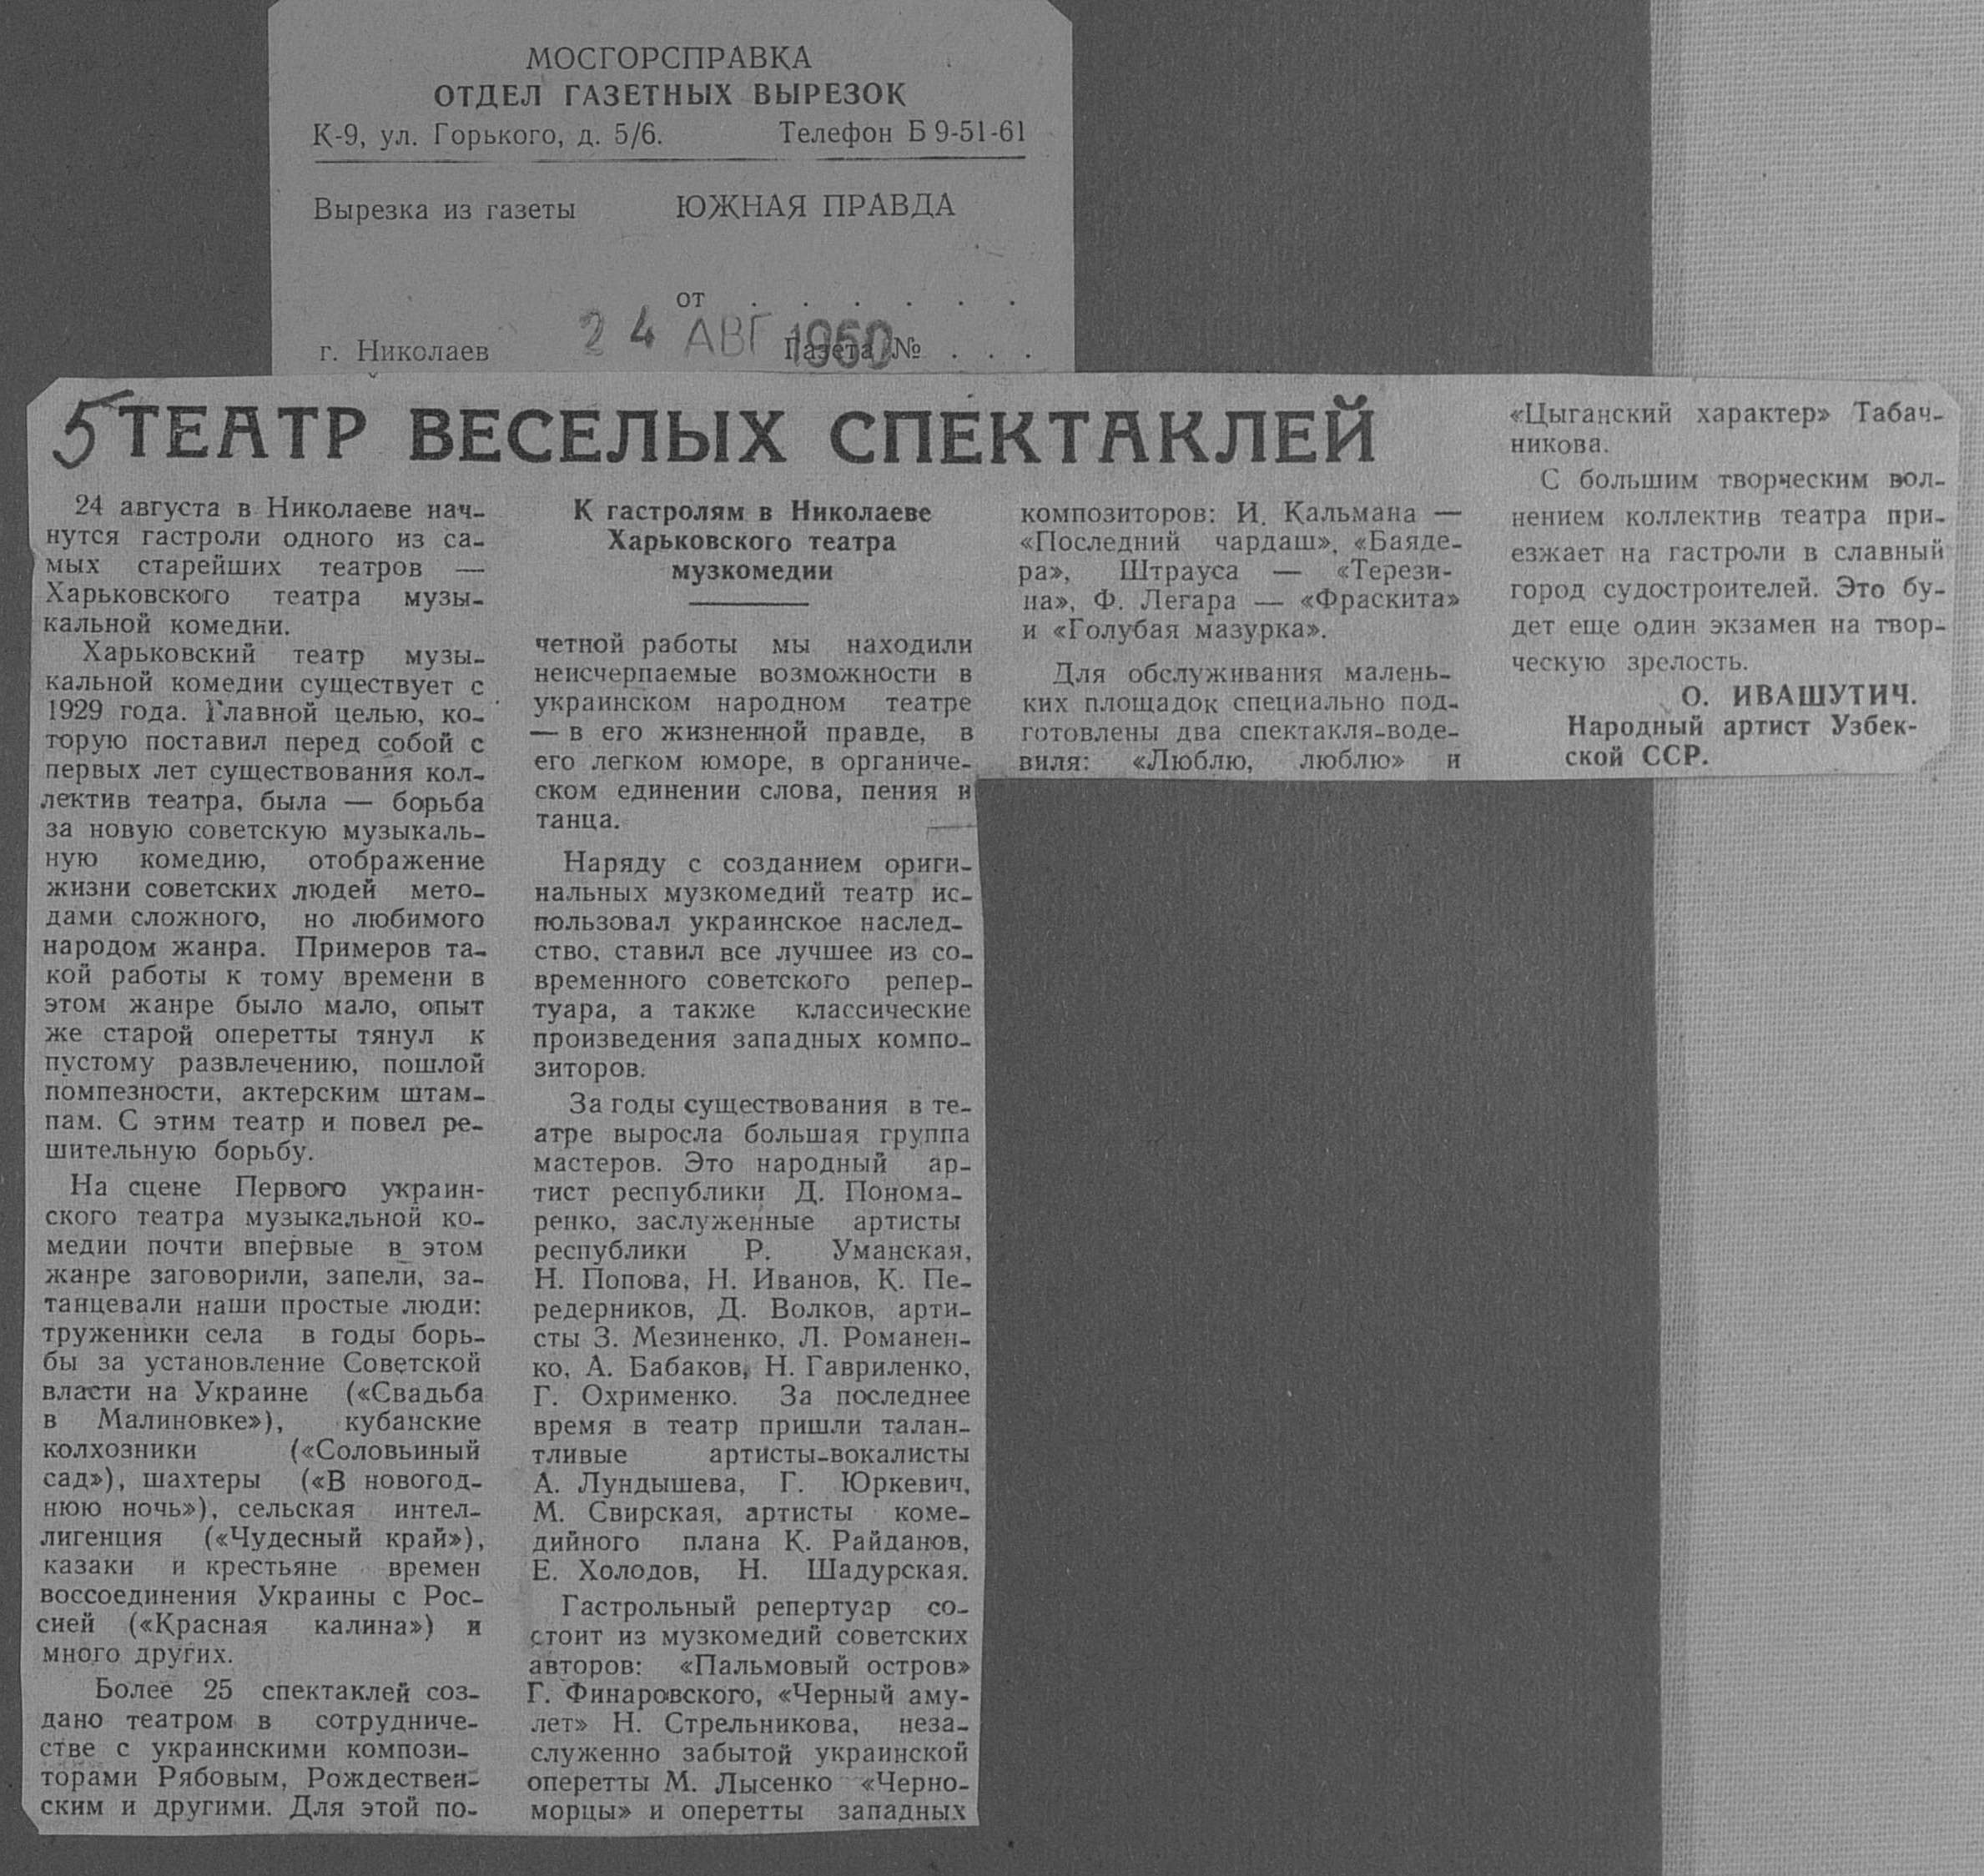 МОСГОРСПРАВКА
ОТДЕЛ ГАЗЕТНЫХ ВЫРЕЗОК
К-9, ул. Горького, д. 5/6. Телефон Б 9-51-61
Вырезка из газеты ЮЖНАЯ ПРАВДА
от . . . . . .
24 АВГ 1960
г. Николаев Газета № . . .
5 ТЕАТР ВЕСЕЛЫХ СПЕКТАКЛЕЙ
24 августа в Николаеве нач-
нутся гастроли одного из са-
мых старейших театров —
Харьковского театра музы-
кальной комедии.
Харьковский театр музы-
кальной комедии существует с
1929 года. Главной целью, ко-
торую поставил перед собой с
первых лет существования кол-
лектив театра, была — борьба
за новую советскую музыкаль-
ную комедию, отображение
жизни советских людей мето-
дами сложного, но любимого
народом жанра. Примеров та-
кой работы к тому времени в
этом жанре было мало, опыт
же старой оперетты тянул к
пустому развлечению, пошлой
помпезности, актерским штам-
пам. С этим театр и повел ре-
шительную борьбу.
На сцене Первого украин-
ского театра музыкальной ко-
медии почти впервые в этом
жанре заговорили, запели, за-
танцевали наши простые люди:
труженики села в годы борь-
бы за установление Советской
власти на Украине («Свадьба
в Малиновке»), кубанские
колхозники («Соловьиный
сад»), шахтеры («В новогод-
нюю ночь»), сельская интел-
лигенция («Чудесный край»),
казаки и крестьяне времен
воссоединения Украины с Рос-
сией («Красная калина») и
много других.
Более 25 спектаклей соз-
дано театром в сотрудниче-
стве с украинскими компози-
торами Рябовым, Рождествен-
ским и другими. Для этой по-
К гастролям в Николаеве
Харьковского театра
музкомедии
четной работы мы находили
неисчерпаемые возможности в
украинском народном театре
— в его жизненной правде, в
его легком юморе, в органиче-
ском единении слова, пения и
танца.
Наряду с созданием ориги-
нальных музкомедий театр ис-
пользовал украинское наслед-
ство, ставил все лучшее из со-
временного советского репер-
туара, а также классические
произведения западных компо-
зиторов.
За годы существования в те-
атре выросла большая группа
мастеров. Это народный ар-
тист республики Д. Понома-
ренко, заслуженные артисты
республики Р. Уманская,
Н. Попова, Н. Иванов, К. Пе-
редерников, Д. Волков, арти-
сты З. Мезиненко, Л. Романен-
ко, А. Бабаков, Н. Гавриленко,
Г. Охрименко. За последнее
время в театр пришли талан-
тливые артисты-вокалисты
А. Лундышева, Г. Юркевич,
М. Свирская, артисты коме-
дийного плана К. Райданов,
Е. Холодов, Н. Шадурская.
Гастрольный репертуар со-
стоит из музкомедий советских
авторов: «Пальмовый остров»
Г. Финаровского, «Черный аму-
лет» Н. Стрельникова, неза-
служенно забытой украинской
оперетты М. Лысенко «Черно-
морцы» и оперетты западных
композиторов: И. Кальмана —
«Последний чардаш», «Баяде-
ра», Штрауса — «Терези-
на», Ф. Легара — «Фраскита»
и «Голубая мазурка».
Для обслуживания малень-
ких площадок специально под-
готовлены два спектакля-воде-
виля: «Люблю, люблю» и
«Цыганский характер» Табач-
никова.
С большим творческим вол-
нением коллектив театра при-
езжает на гастроли в славный
город судостроителей. Это бу-
дет еще один экзамен на твор-
ческую зрелость.
О. ИВАШУТИЧ.
Народный артист Узбек-
ской ССР.